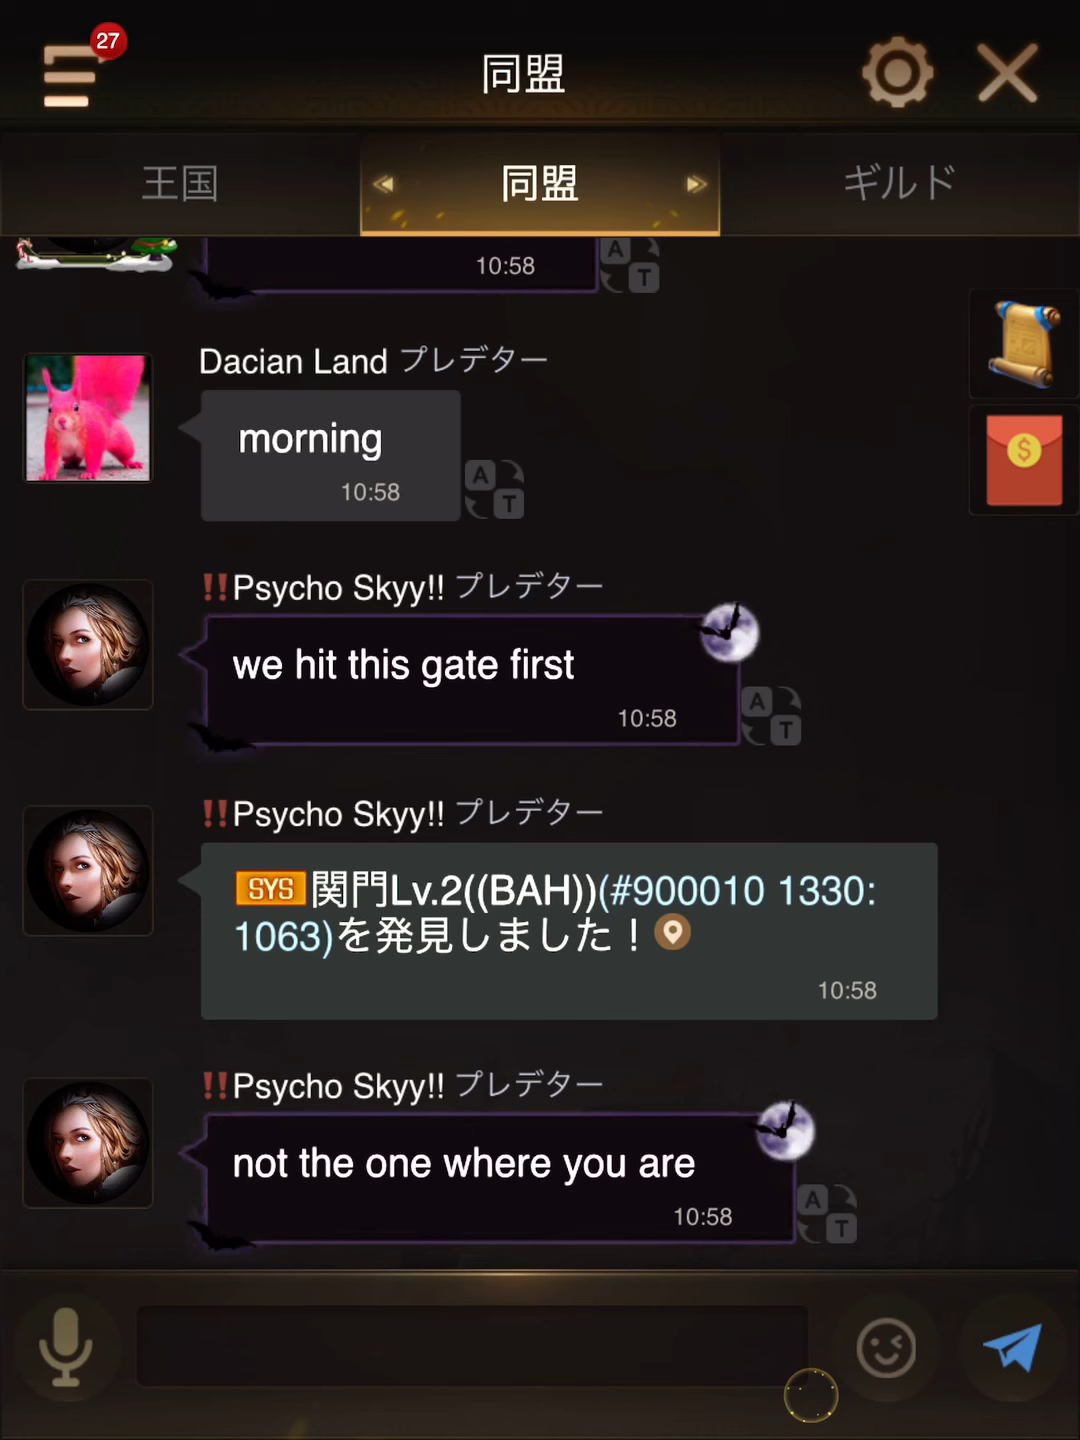 27
同盟
王国
同盟
ギルド
10:58
A
T
Dacian Land プレデター
morning
10:58
A
T
‼Psycho Skyy!! プレデター
we hit this gate first
10:58
A
T
‼Psycho Skyy!! プレデター
SYS 関門Lv.2((BAH))(#900010 1330:
1063)を発見しました！
10:58
‼Psycho Skyy!! プレデター
not the one where you are
10:58
A
T